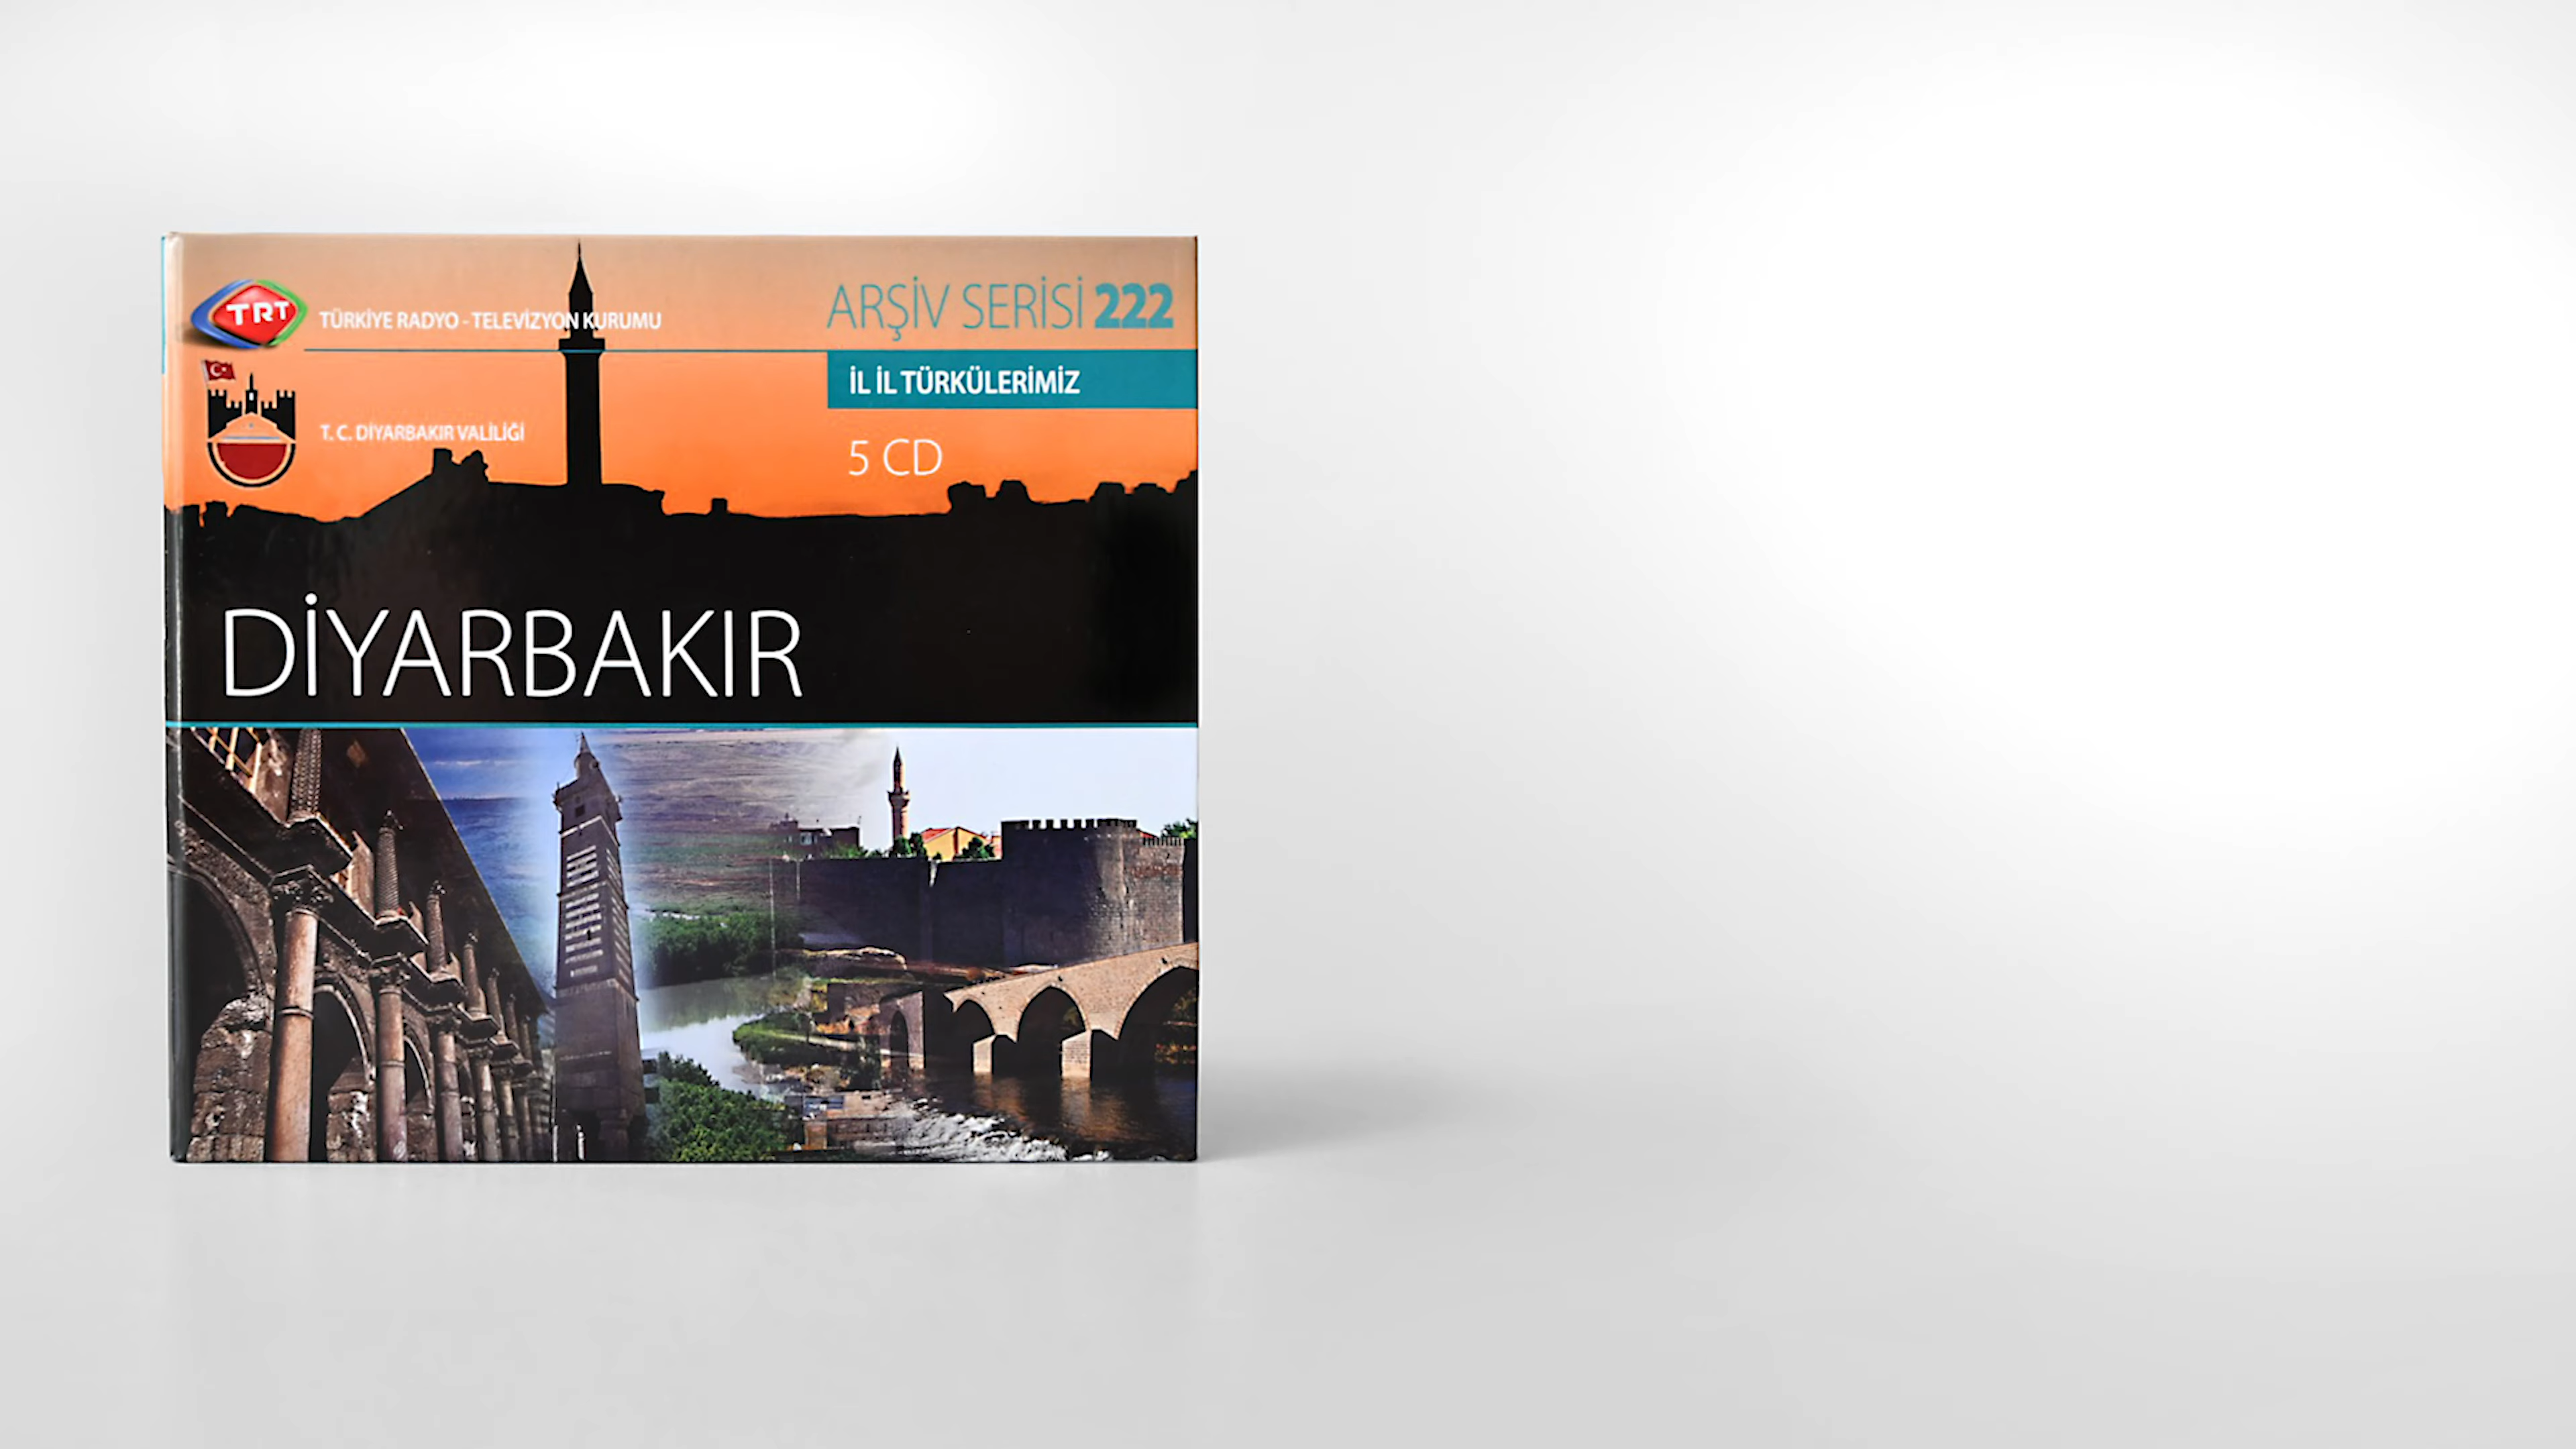 TRT
TÜRKİYE RADYO - TELEVİZYON KURUMU
ARŞİV SERİSİ 222
İL İL TÜRKÜLERİMİZ
T. C. DİYARBAKIR VALİLİĞİ
5 CD
DİYARBAKIR